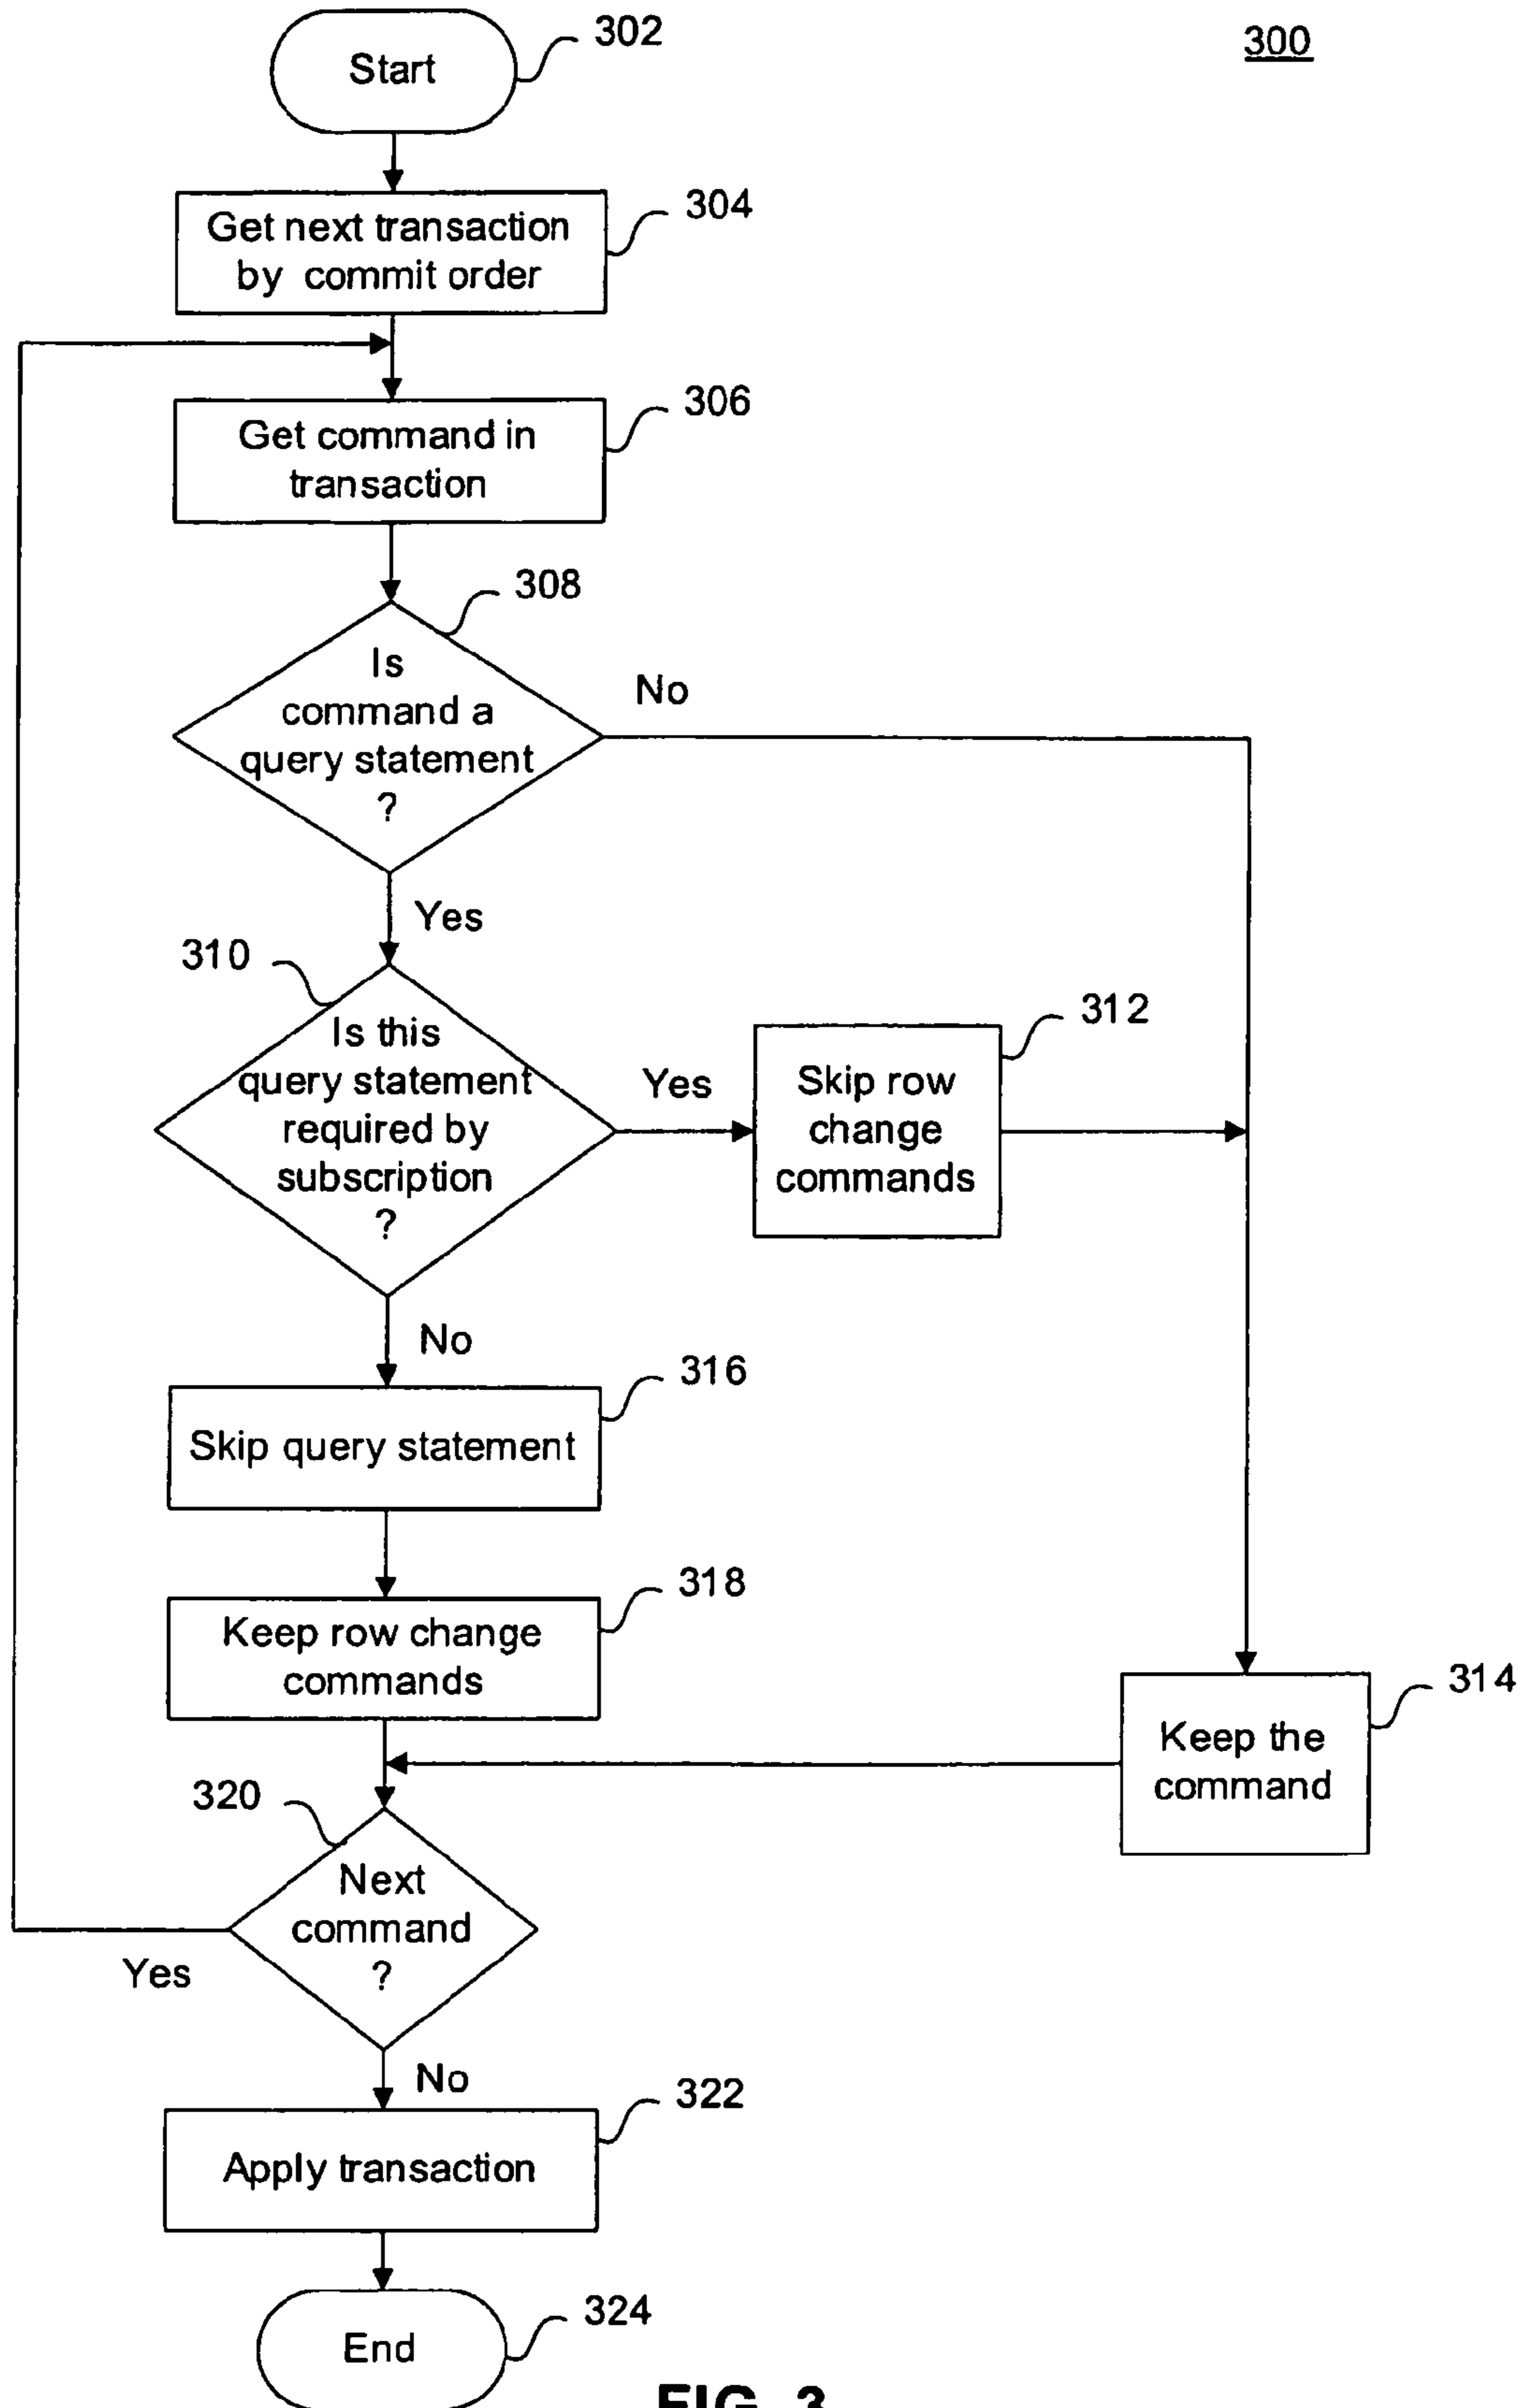 302
300
Start
304
Get next transaction
by commit order
306
Get command in
transaction
308
Is
command a
query statement
?
No
Yes
310
Is this
query statement
required by
subscription
?
Yes
312
Skip row
change
commands
No
316
Skip query statement
318
Keep row change
commands
314
Keep the
command
320
Next
command
?
Yes
No
322
Apply transaction
324
End
FIG. 3